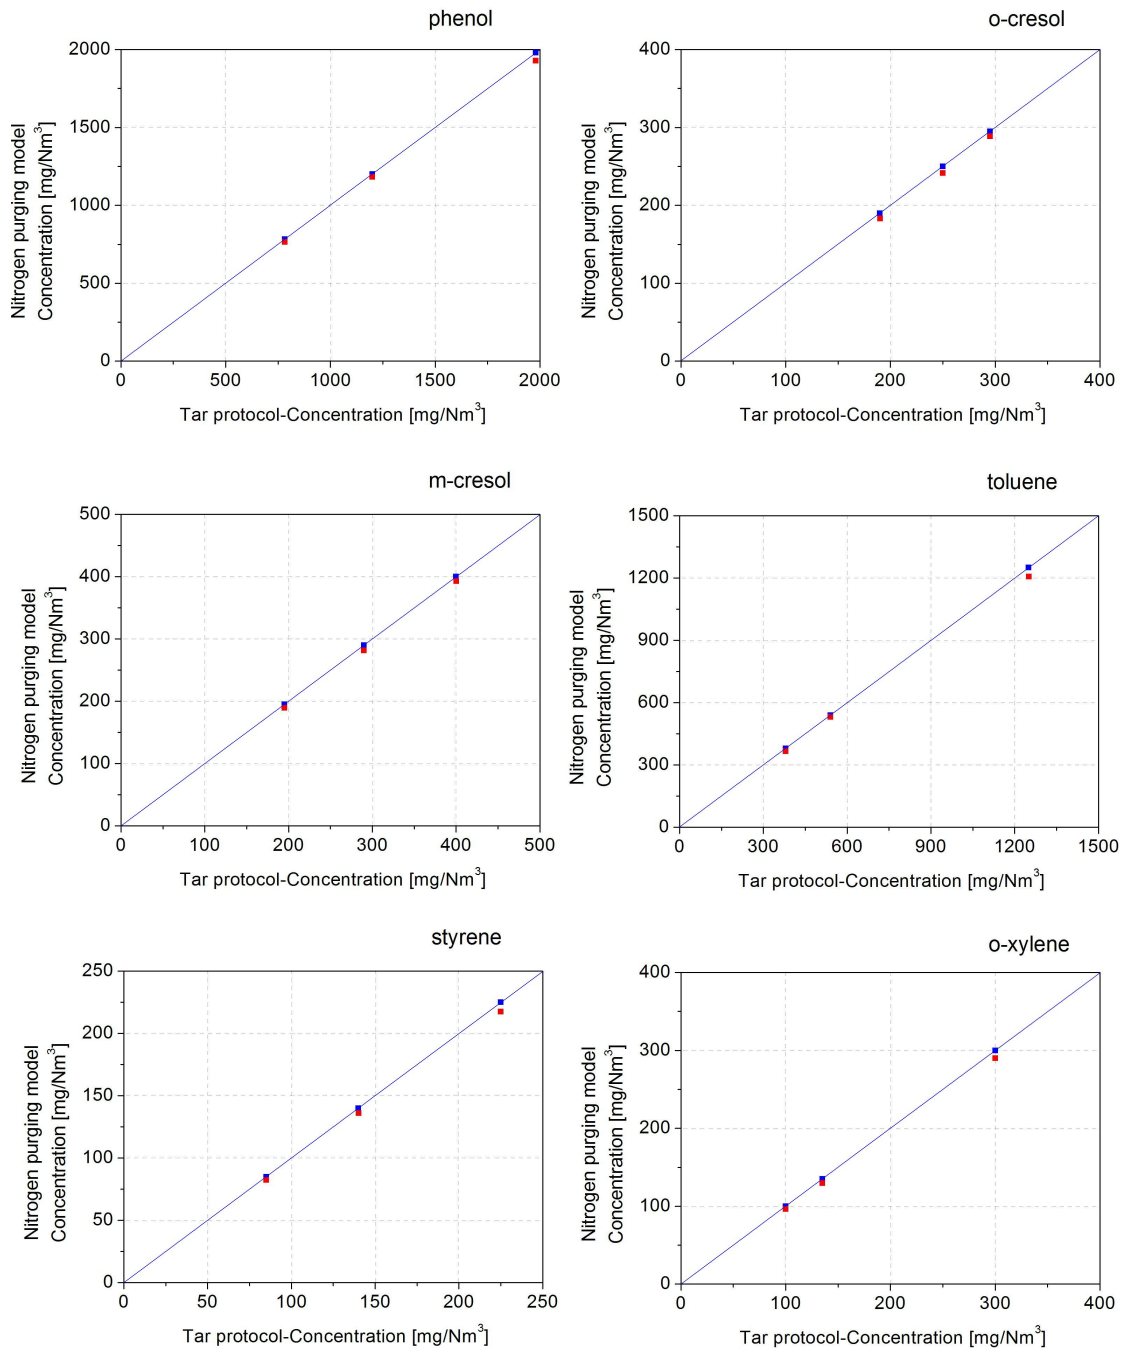 phenol
Nitrogen purging model
Concentration [mg/Nm³]
2000
1500
1000
500
0
0 500 1000 1500 2000
Tar protocol-Concentration [mg/Nm³]
o-cresol
Nitrogen purging model
Concentration [mg/Nm³]
400
300
200
100
0
0 100 200 300 400
Tar protocol-Concentration [mg/Nm³]
m-cresol
Nitrogen purging model
Concentration [mg/Nm³]
500
400
300
200
100
0
0 100 200 300 400 500
Tar protocol-Concentration [mg/Nm³]
toluene
Nitrogen purging model
Concentration [mg/Nm³]
1500
1200
900
600
300
0
0 300 600 900 1200 1500
Tar protocol-Concentration [mg/Nm³]
styrene
Nitrogen purging model
Concentration [mg/Nm³]
250
200
150
100
50
0
0 50 100 150 200 250
Tar protocol-Concentration [mg/Nm³]
o-xylene
Nitrogen purging model
Concentration [mg/Nm³]
400
300
200
100
0
0 100 200 300 400
Tar protocol-Concentration [mg/Nm³]